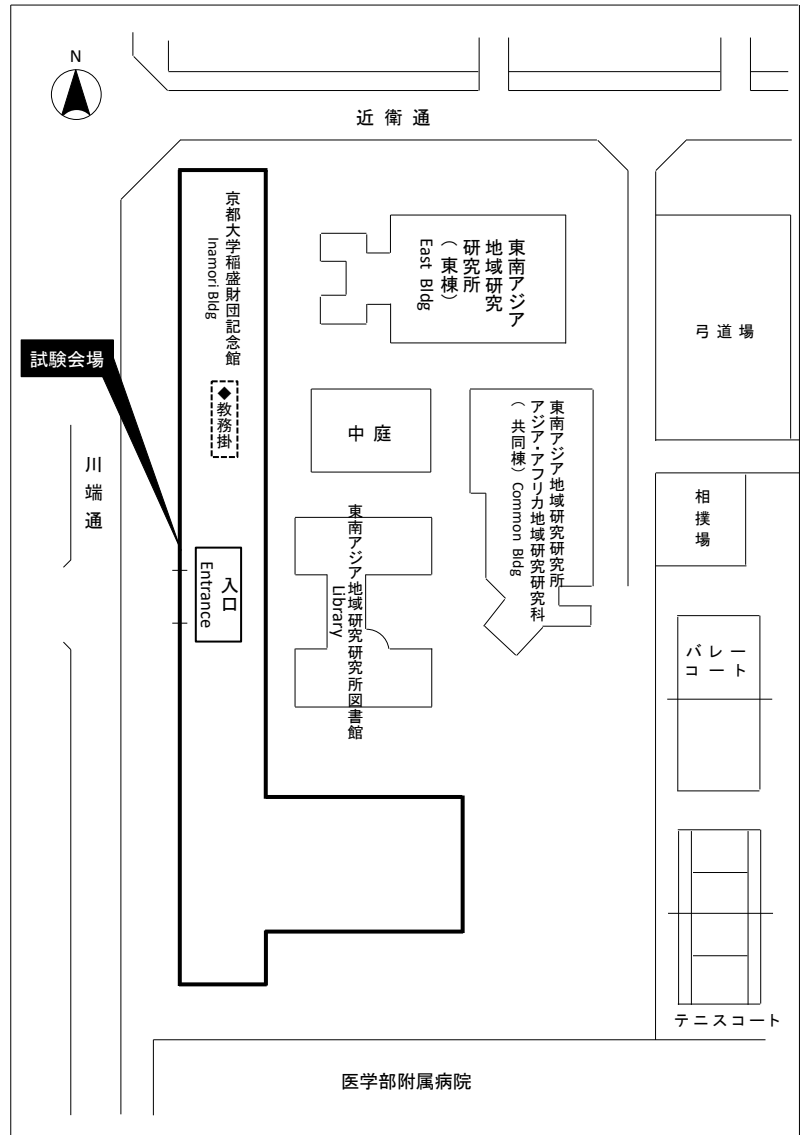 N
近衛通
京都大学稲盛財団記念館
Inamori Bldg
東南アジア
地域研究
研究所
（東棟）
East Bldg
弓道場
試験会場
◆教務掛
中庭
東南アジア地域研究研究所
アジア・アフリカ地域研究研究科
（共同棟）Common Bldg
川端通
相撲場
入口
Entrance
東南アジア地域研究研究所図書館
Library
バレー
コート
テニスコート
医学部附属病院